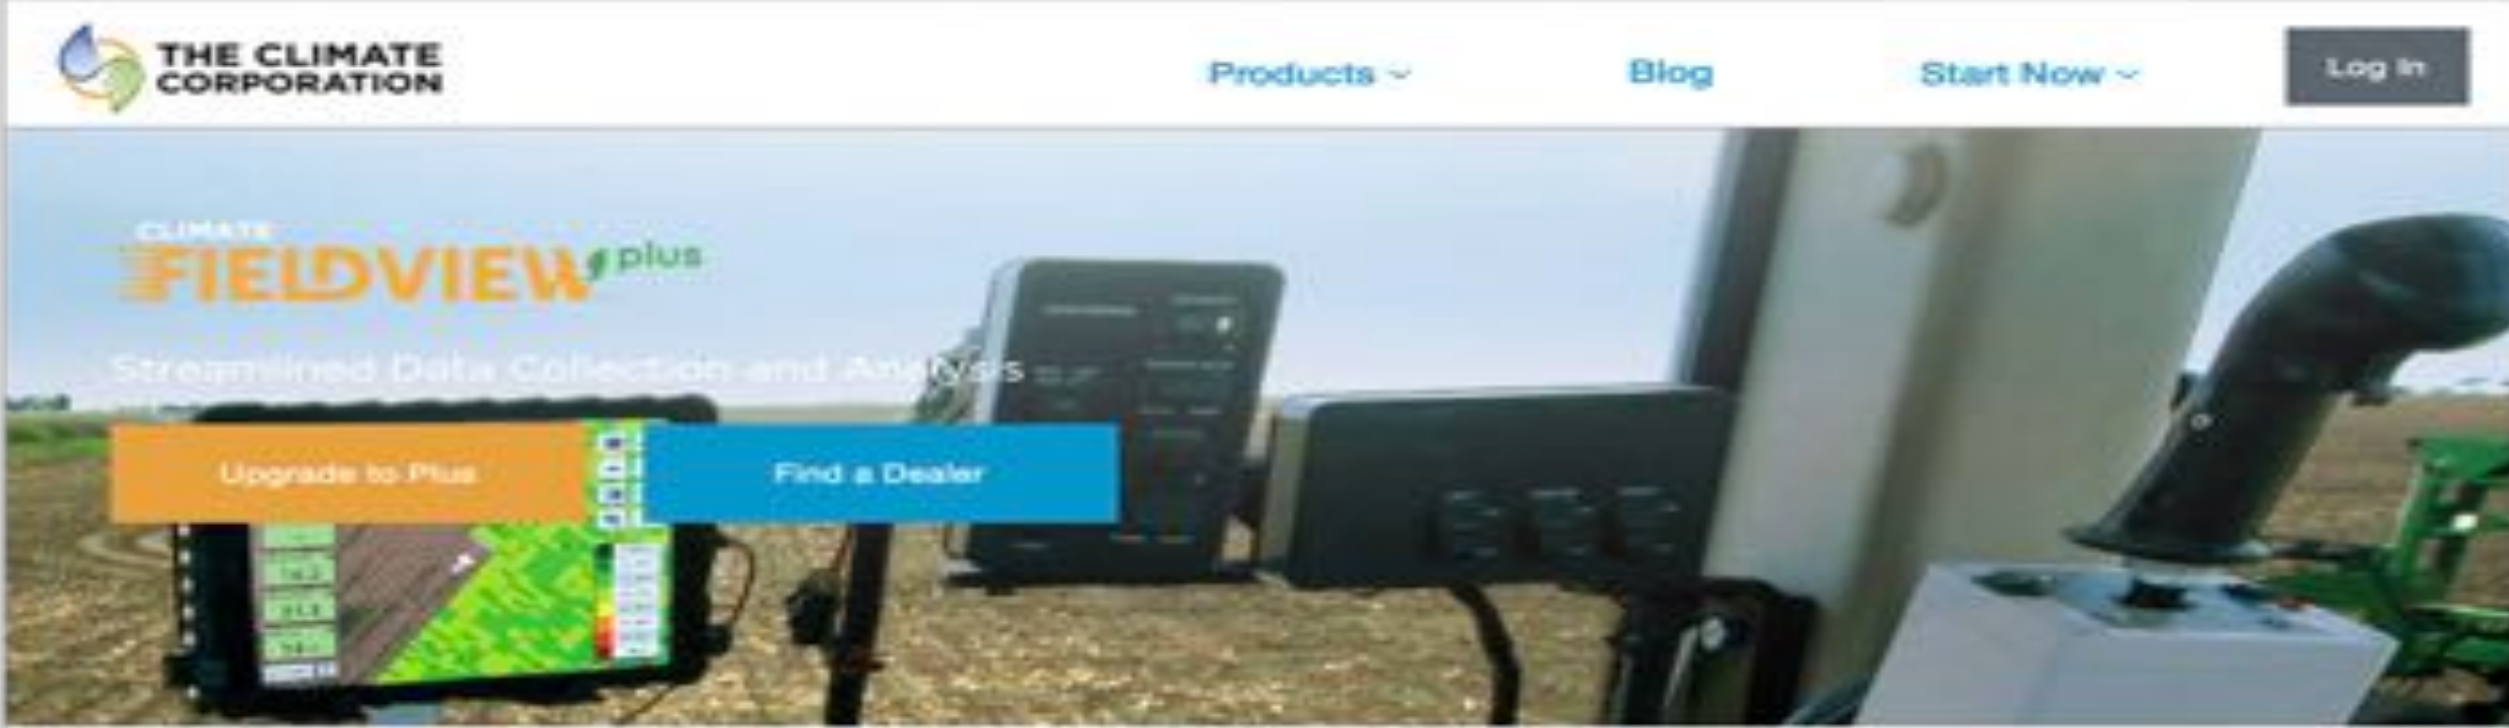 THE CLIMATE
CORPORATION
Products
Blog
Start Now
Log In
CLIMATE
FIELDVIEW plus
Streamlined Data Collection and Analysis
Upgrade to Plus
Find a Dealer